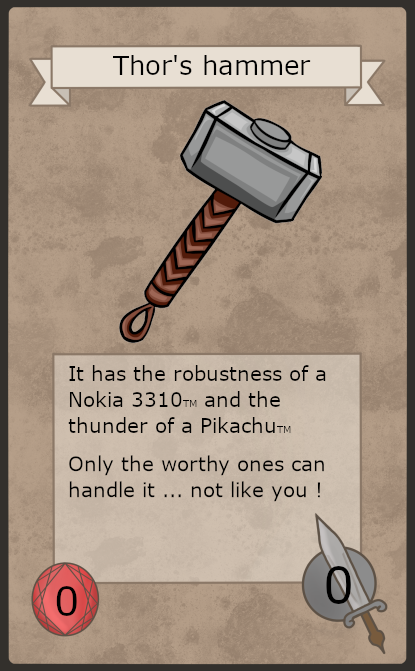 Thor's hammer
It has the robustness of a
Nokia 3310TM and the
thunder of a PikachuTM
Only the worthy ones can
handle it ... not like you !
0
0